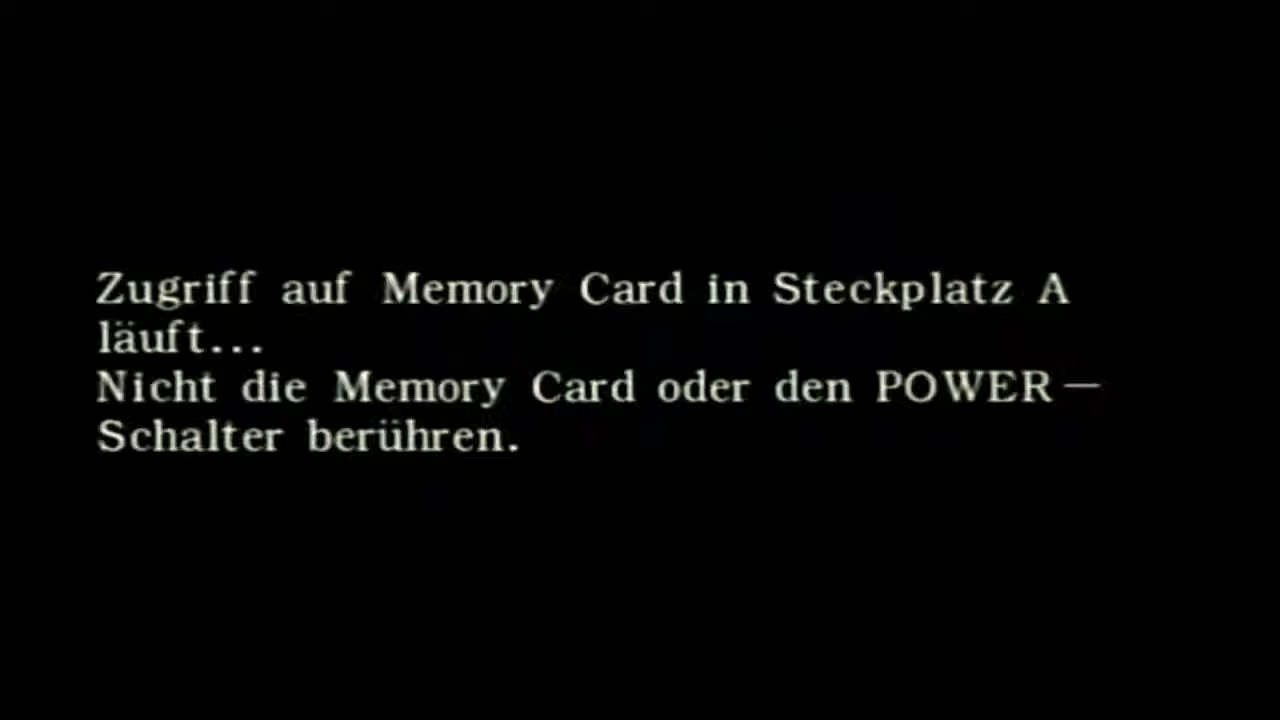 Zugriff auf Memory Card in Steckplatz A
läuft...
Nicht die Memory Card oder den POWER—
Schalter berühren.